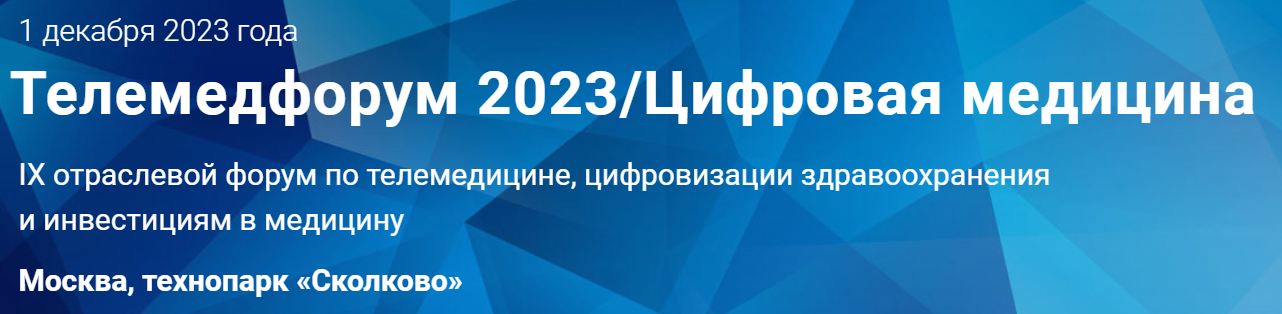 1 декабря 2023 года
Телемедфорум 2023/Цифровая медицина
IX отраслевой форум по телемедицине, цифровизации здравоохранения
и инвестициям в медицину
Москва, технопарк «Сколково»